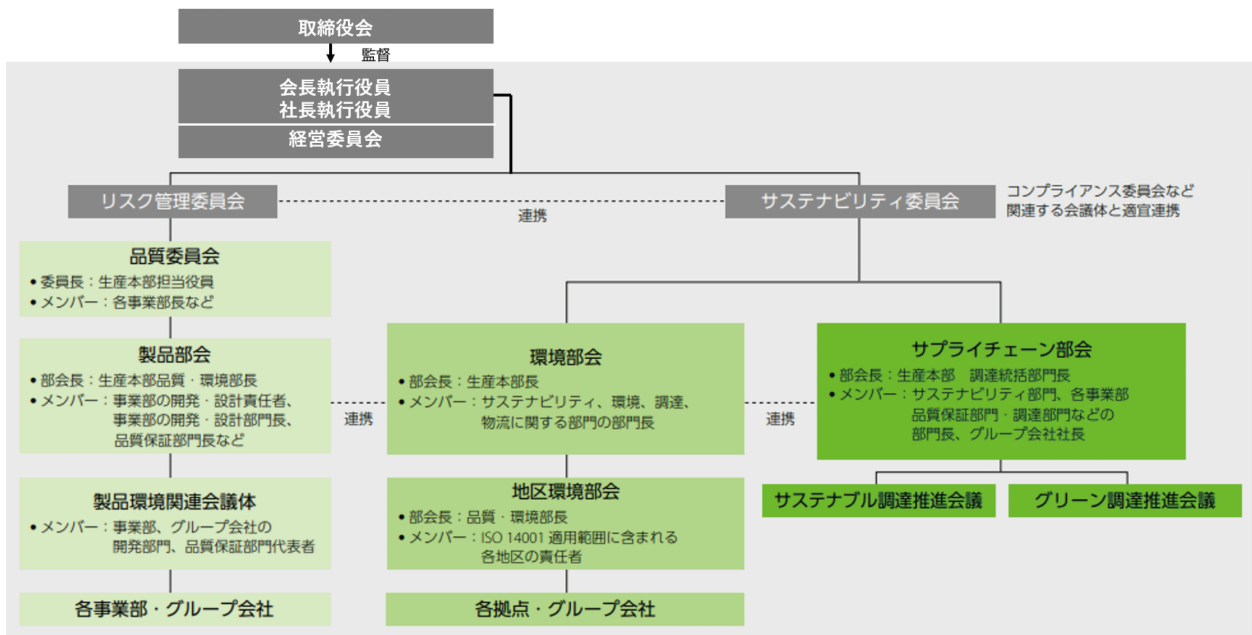 取締役会
監督
会長執行役員
社長執行役員
経営委員会
リスク管理委員会
連携
サステナビリティ委員会
コンプライアンス委員会など
関連する会議体と適宜連携
品質委員会
• 委員長：生産本部担当役員
• メンバー：各事業部長など
製品部会
• 部会長：生産本部品質・環境部長
• メンバー：事業部の開発・設計責任者、
事業部の開発・設計部門長、
品質保証部門長など
連携
環境部会
• 部会長：生産本部長
• メンバー：サステナビリティ、環境、調達、
物流に関する部門の部門長
連携
サプライチェーン部会
• 部会長：生産本部　調達統括部門長
• メンバー：サステナビリティ部門、各事業部
品質保証部門・調達部門などの
部門長、グループ会社社長
製品環境関連会議体
• メンバー：事業部、グループ会社の
開発部門、品質保証部門代表者
地区環境部会
• 部会長：品質・環境部長
• メンバー：ISO 14001 適用範囲に含まれる
各地区の責任者
サステナブル調達推進会議
グリーン調達推進会議
各事業部・グループ会社
各拠点・グループ会社